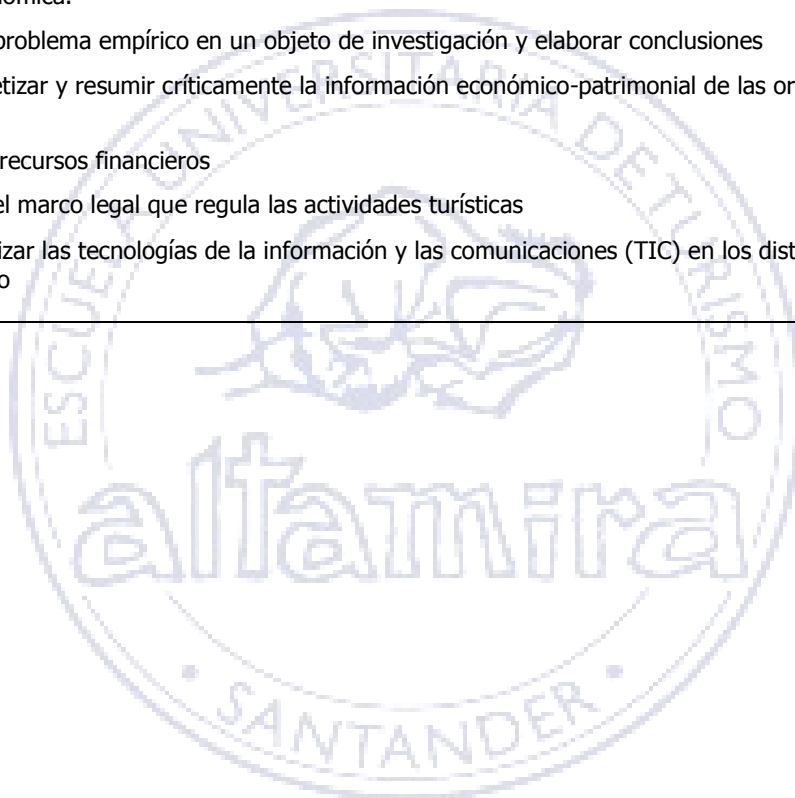 problema empírico en un objeto de investigación y elaborar conclusiones
etizar y resumir críticamente la información económico-patrimonial de las or
recursos financieros
el marco legal que regula las actividades turísticas
izar las tecnologías de la información y las comunicaciones (TIC) en los dist
o
ESCUELA UNIVERSITARIA DE TURISMO
altamira
• SANTANDER •